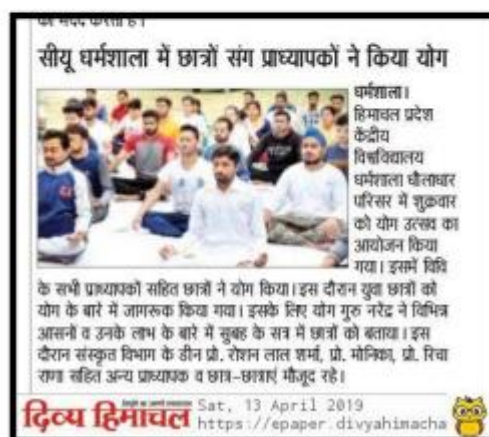 की मदद करता है।
सीयू धर्मशाला में छात्रों संग प्राध्यापकों ने किया योग
धर्मशाला।
हिमाचल प्रदेश
केंद्रीय
विश्वविद्यालय
धर्मशाला धौलाधार
परिसर में शुक्रवार
को योग उत्सव का
आयोजन किया
गया। इसमें विवि
के सभी प्राध्यापकों सहित छात्रों ने योग किया। इस दौरान युवा छात्रों को
योग के बारे में जागरूक किया गया। इसके लिए योग गुरु नरेंद्र ने विभिन्न
आसनों व उनके लाभ के बारे में सुबह के सत्र में छात्रों को बताया। इस
दौरान संस्कृत विभाग के डीन प्रो. रोशन लाल शर्मा, प्रो. मोनिका, प्रो. रिचा
राणा सहित अन्य प्राध्यापक व छात्र-छात्राएं मौजूद रहे।
दिव्य हिमाचल Sat, 13 April 2019
https://epaper.divyahimacha